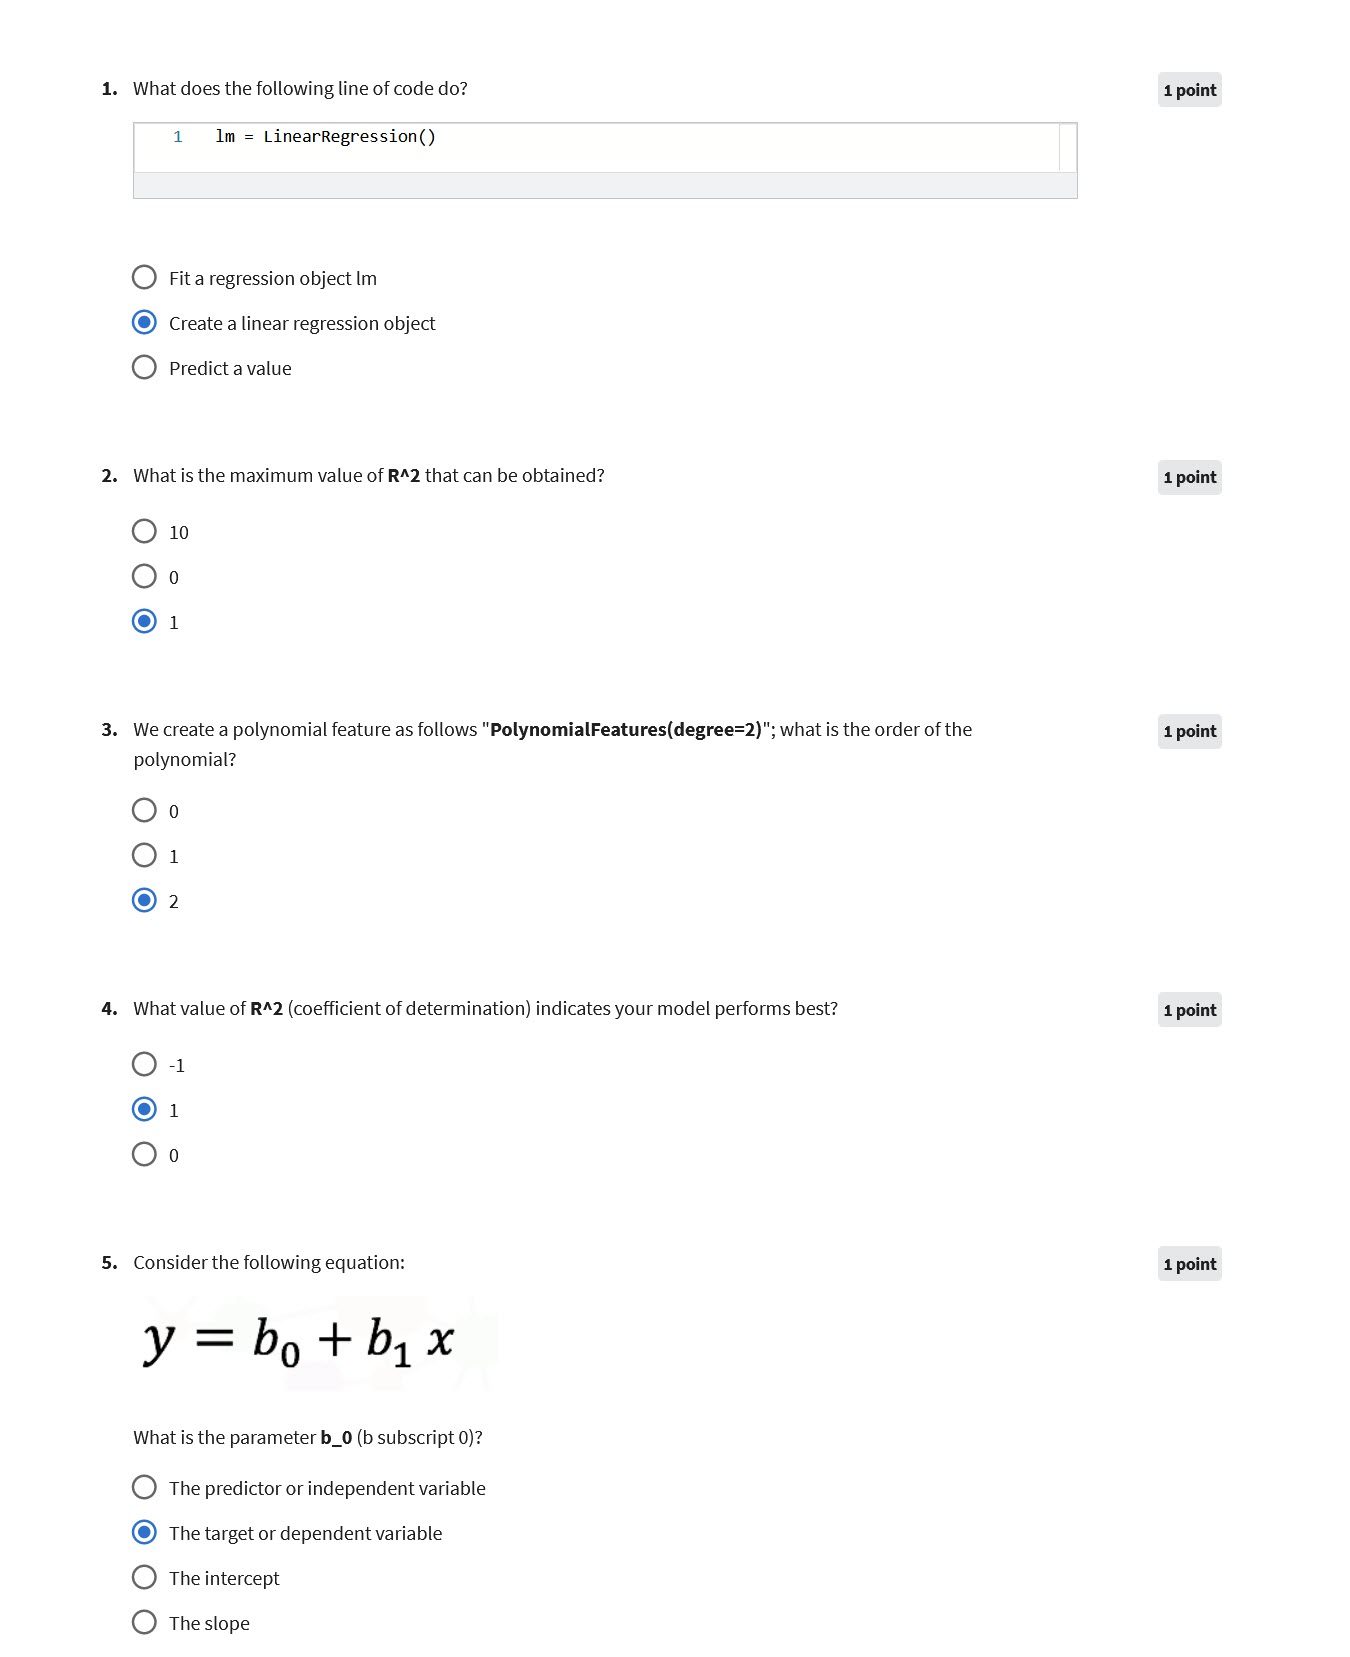 1. What does the following line of code do?
1 point
1 lm = LinearRegression()
Fit a regression object lm
Create a linear regression object
Predict a value
2. What is the maximum value of R^2 that can be obtained?
1 point
10
0
1
3. We create a polynomial feature as follows "PolynomialFeatures(degree=2)"; what is the order of the
polynomial?
1 point
0
1
2
4. What value of R^2 (coefficient of determination) indicates your model performs best?
1 point
-1
1
0
5. Consider the following equation:
1 point
y = b₀ + b₁ x
What is the parameter b_0 (b subscript 0)?
The predictor or independent variable
The target or dependent variable
The intercept
The slope